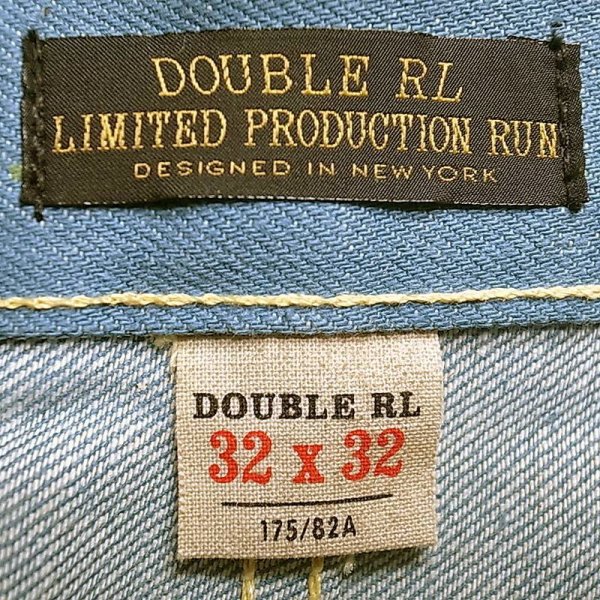 DOUBLE RL
LIMITED PRODUCTION RUN
DESIGNED IN NEW YORK
DOUBLE RL
32 x 32
175/82A